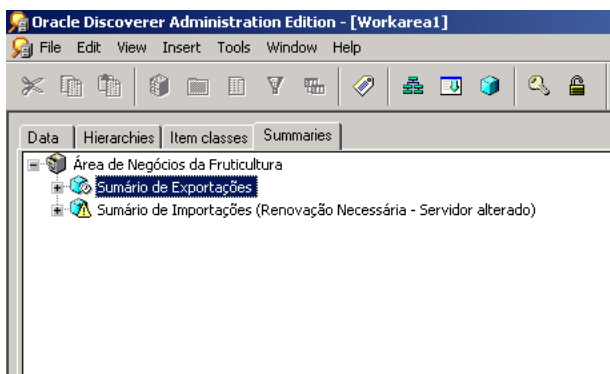 Oracle Discoverer Administration Edition - [Workarea1]
File Edit View Insert Tools Window Help
Data Hierarchies Item classes Summaries
Área de Negócios da Fruticultura
Sumário de Exportações
Sumário de Importações (Renovação Necessária - Servidor alterado)